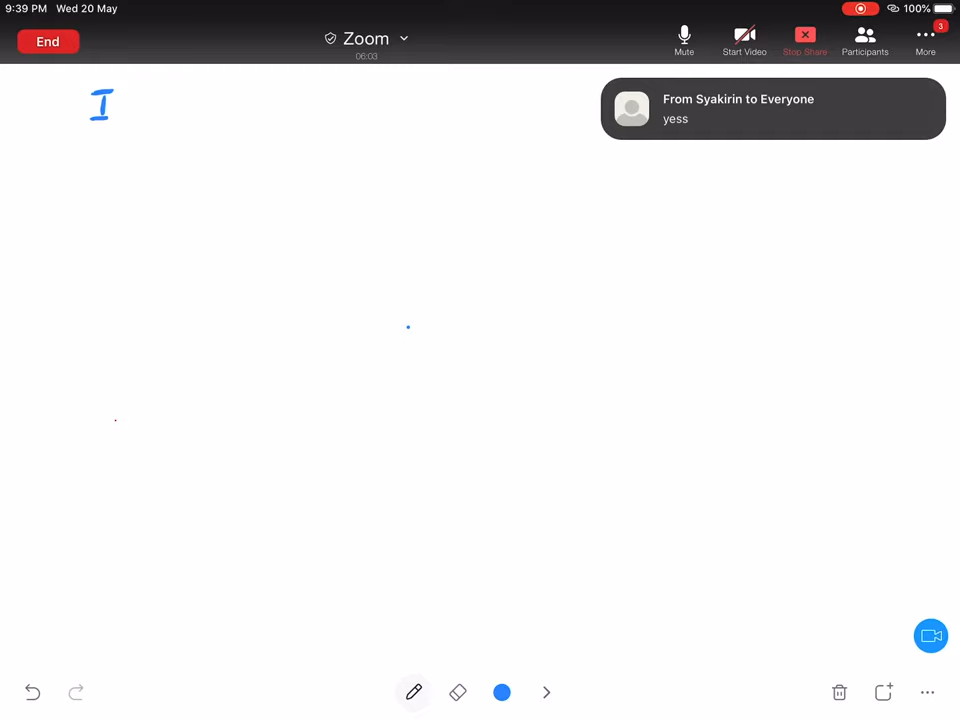 9:39 PM Wed 20 May
100%
End
Zoom
06:03
Mute
Start Video
Stop Share
Participants
3
More
I
From Syakirin to Everyone
yess